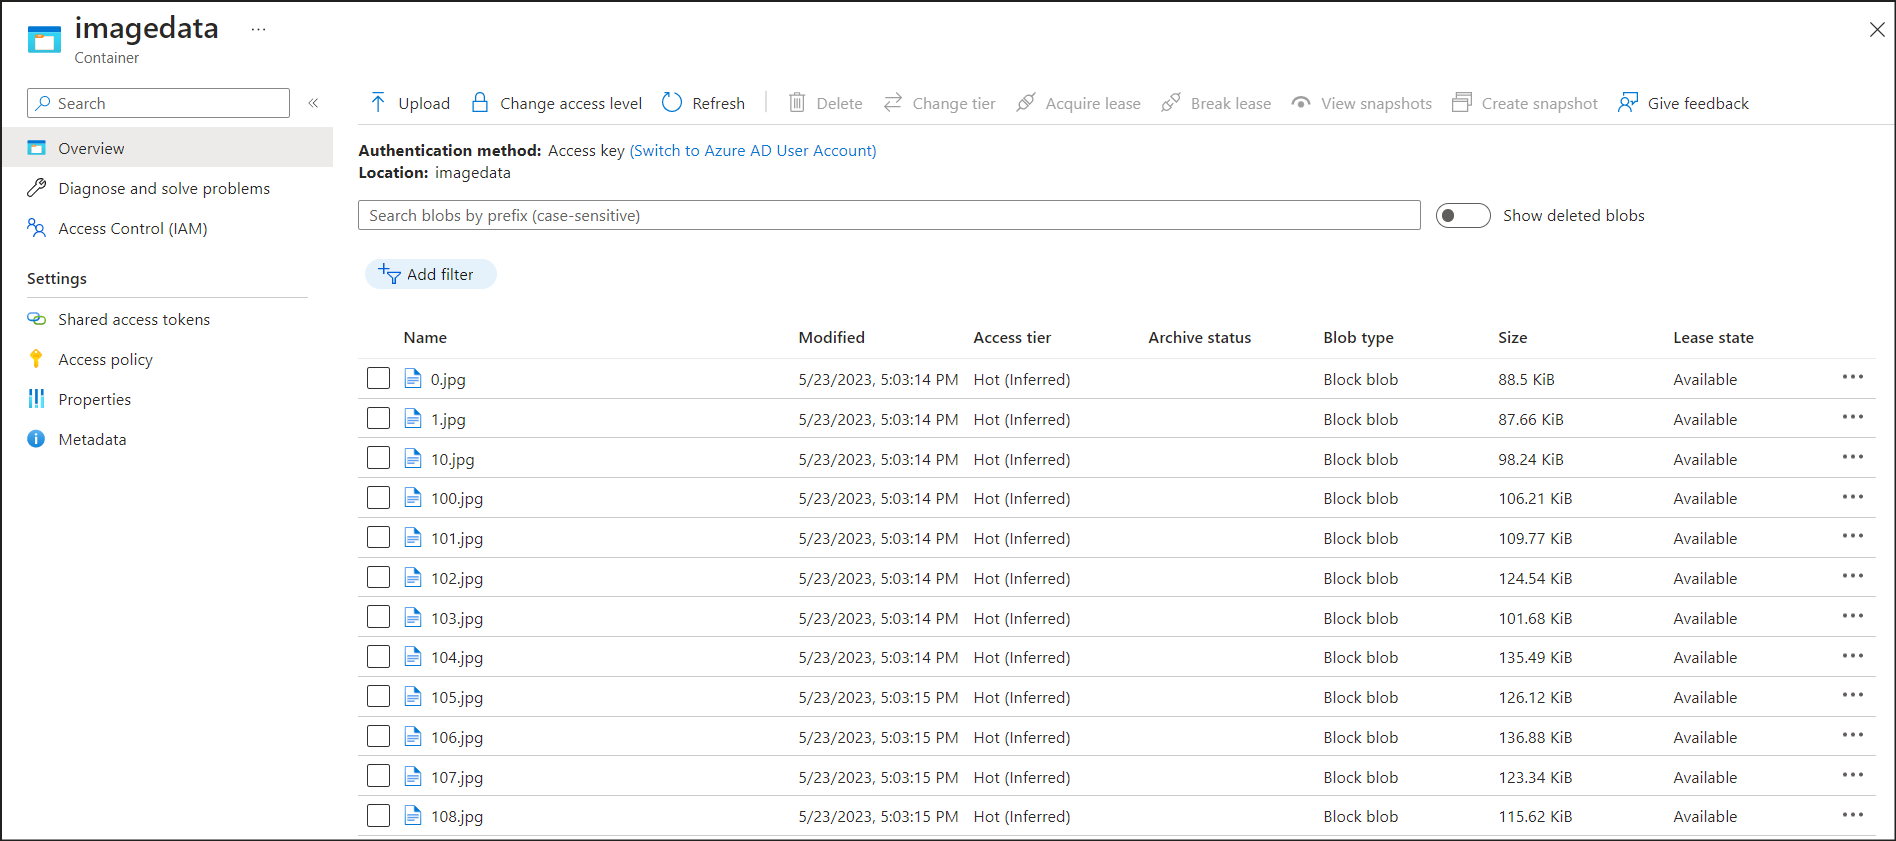 imagedata ...
Container
Search «
Upload Change access level Refresh Delete Change tier Acquire lease Break lease View snapshots Create snapshot Give feedback
Overview
Diagnose and solve problems
Access Control (IAM)
Settings
Shared access tokens
Access policy
Properties
Metadata
Authentication method: Access key (Switch to Azure AD User Account)
Location: imagedata
Search blobs by prefix (case-sensitive) Show deleted blobs
Add filter
Name Modified Access tier Archive status Blob type Size Lease state
0.jpg 5/23/2023, 5:03:14 PM Hot (Inferred) Block blob 88.5 KiB Available ...
1.jpg 5/23/2023, 5:03:14 PM Hot (Inferred) Block blob 87.66 KiB Available ...
10.jpg 5/23/2023, 5:03:14 PM Hot (Inferred) Block blob 98.24 KiB Available ...
100.jpg 5/23/2023, 5:03:14 PM Hot (Inferred) Block blob 106.21 KiB Available ...
101.jpg 5/23/2023, 5:03:14 PM Hot (Inferred) Block blob 109.77 KiB Available ...
102.jpg 5/23/2023, 5:03:14 PM Hot (Inferred) Block blob 124.54 KiB Available ...
103.jpg 5/23/2023, 5:03:14 PM Hot (Inferred) Block blob 101.68 KiB Available ...
104.jpg 5/23/2023, 5:03:14 PM Hot (Inferred) Block blob 135.49 KiB Available ...
105.jpg 5/23/2023, 5:03:15 PM Hot (Inferred) Block blob 126.12 KiB Available ...
106.jpg 5/23/2023, 5:03:15 PM Hot (Inferred) Block blob 136.88 KiB Available ...
107.jpg 5/23/2023, 5:03:15 PM Hot (Inferred) Block blob 123.34 KiB Available ...
108.jpg 5/23/2023, 5:03:15 PM Hot (Inferred) Block blob 115.62 KiB Available ...